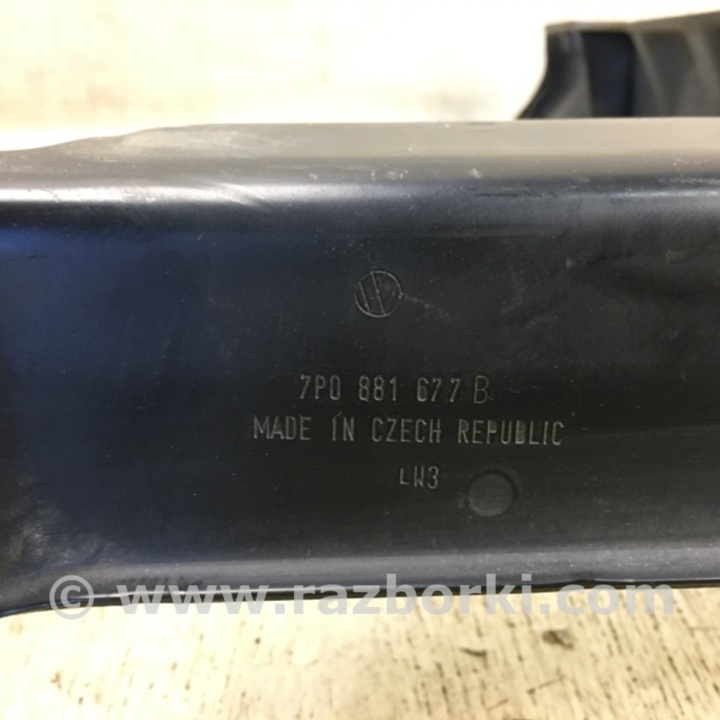 7P0 881 677 B
MADE IN CZECH REPUBLIC
LW3
© www.razborki.com